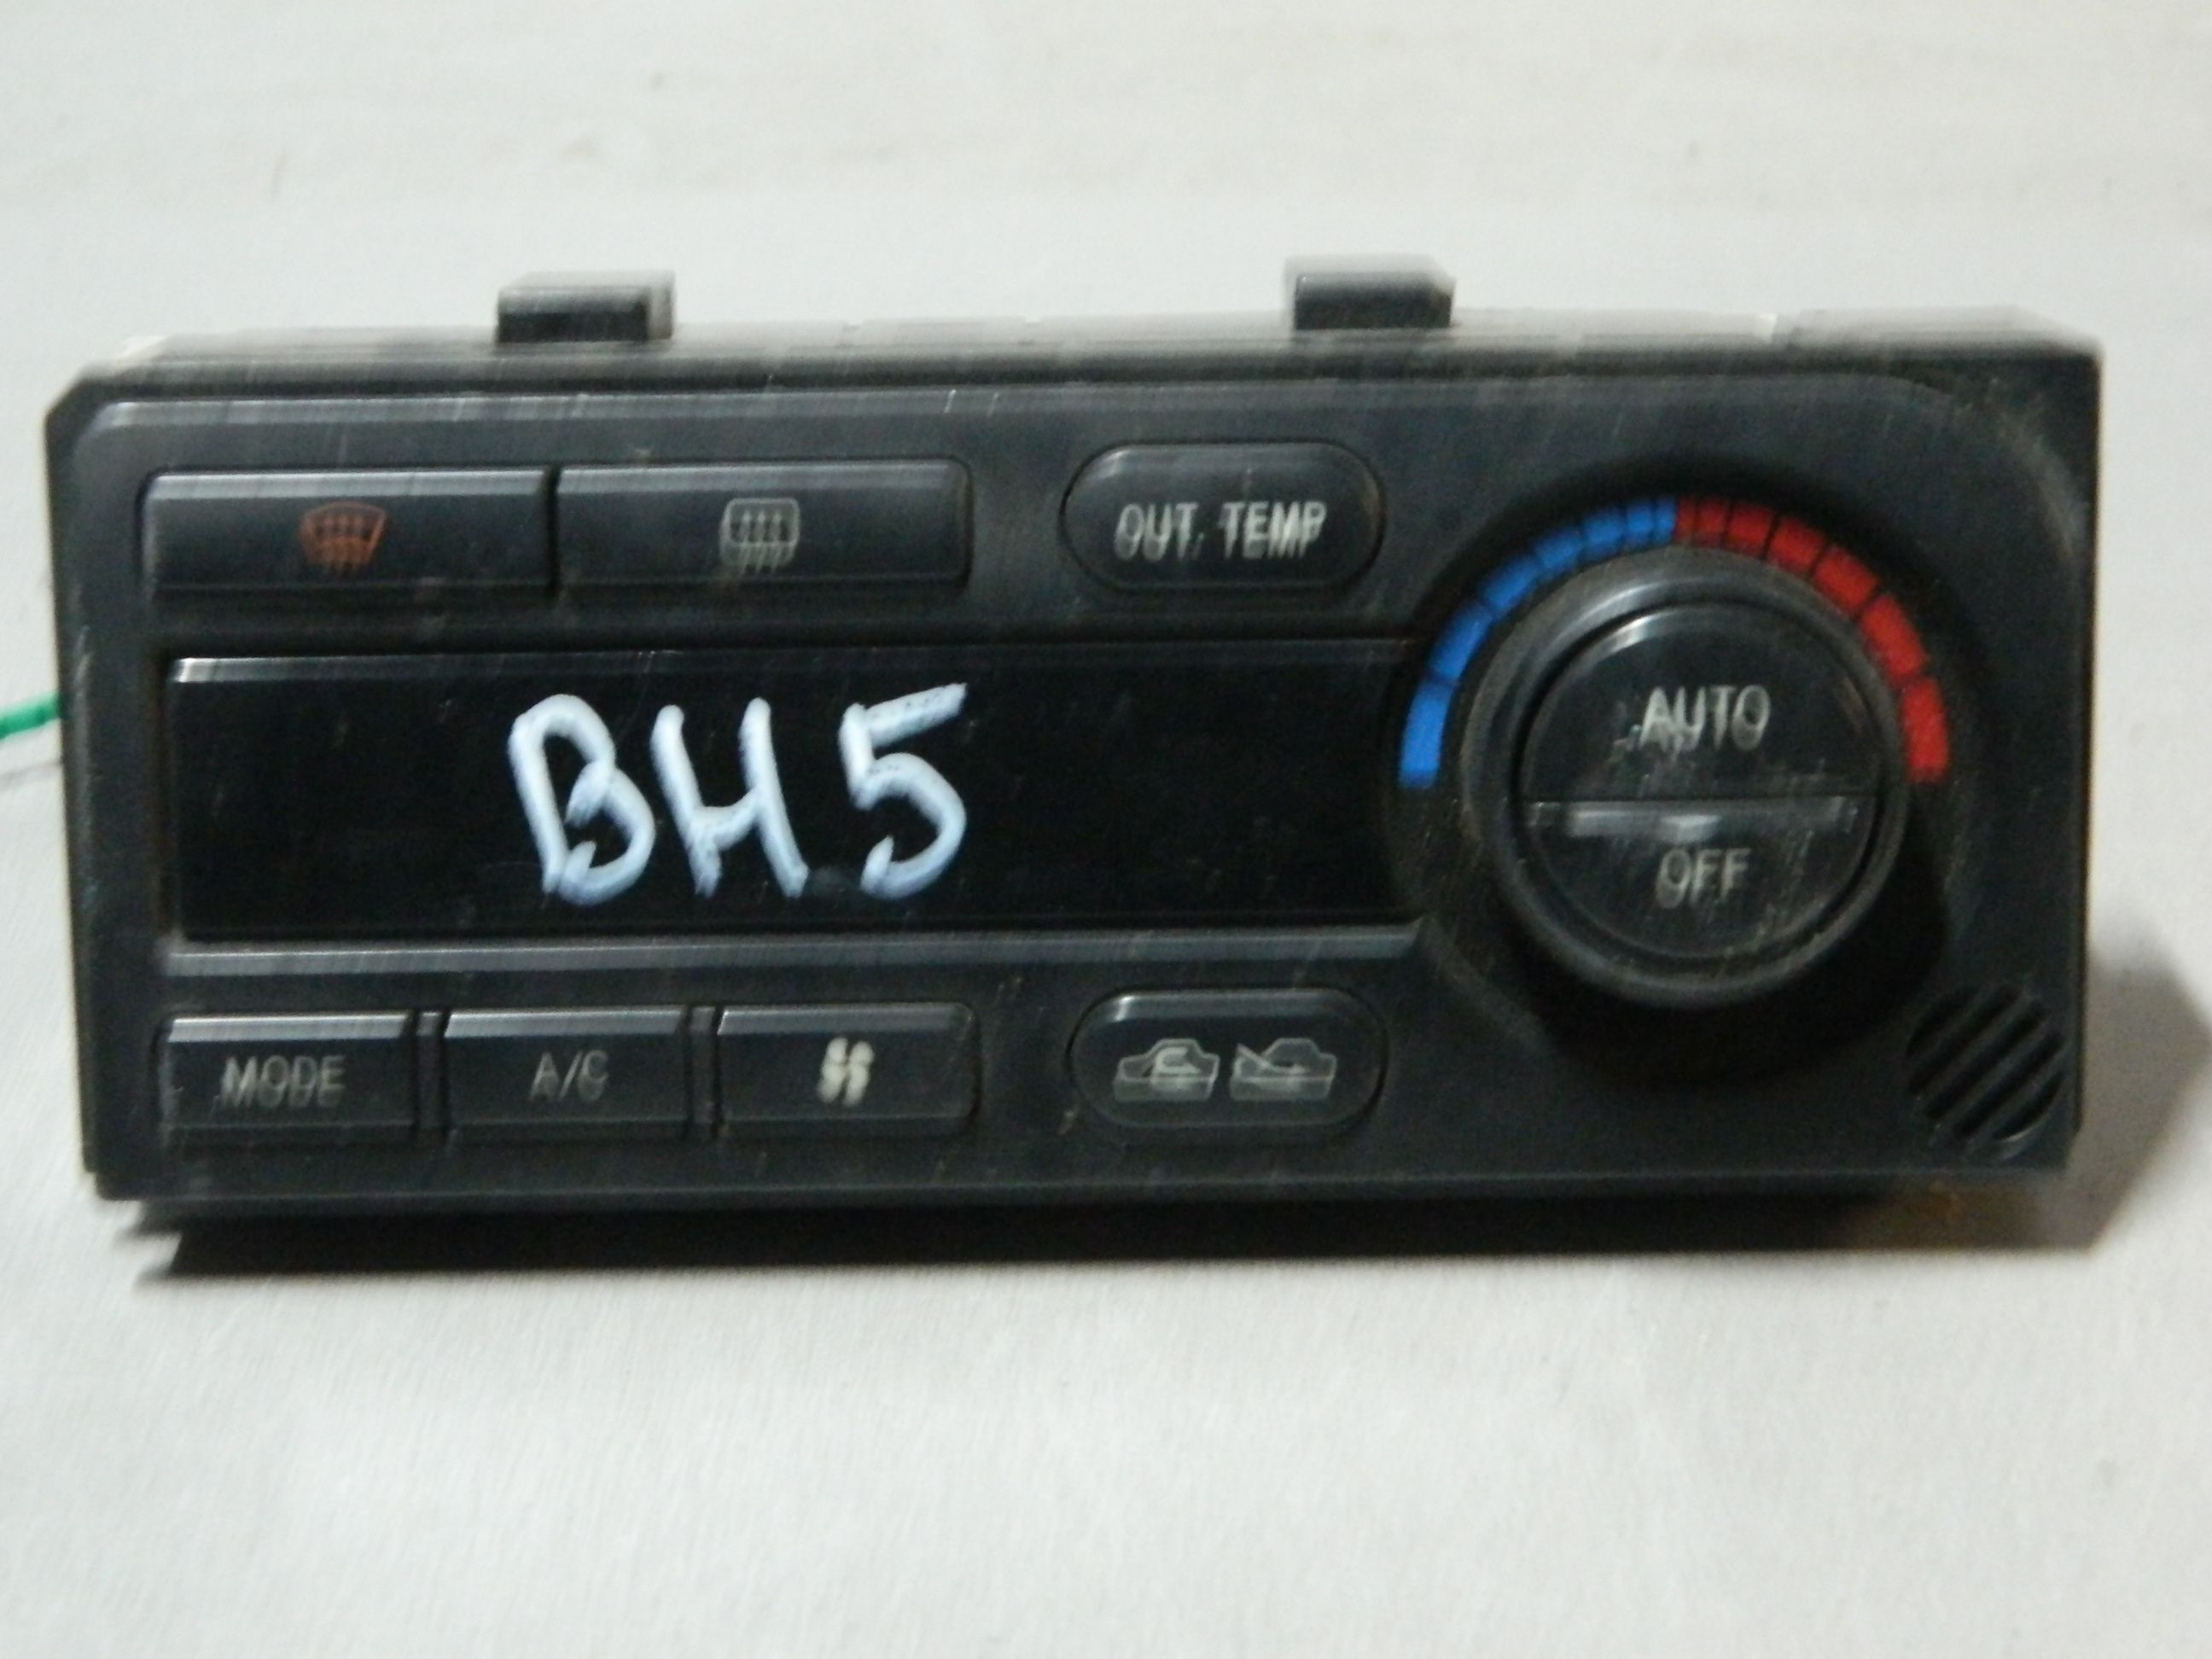 OUT TEMP
AUTO
BH5
OFF
MODE A/C